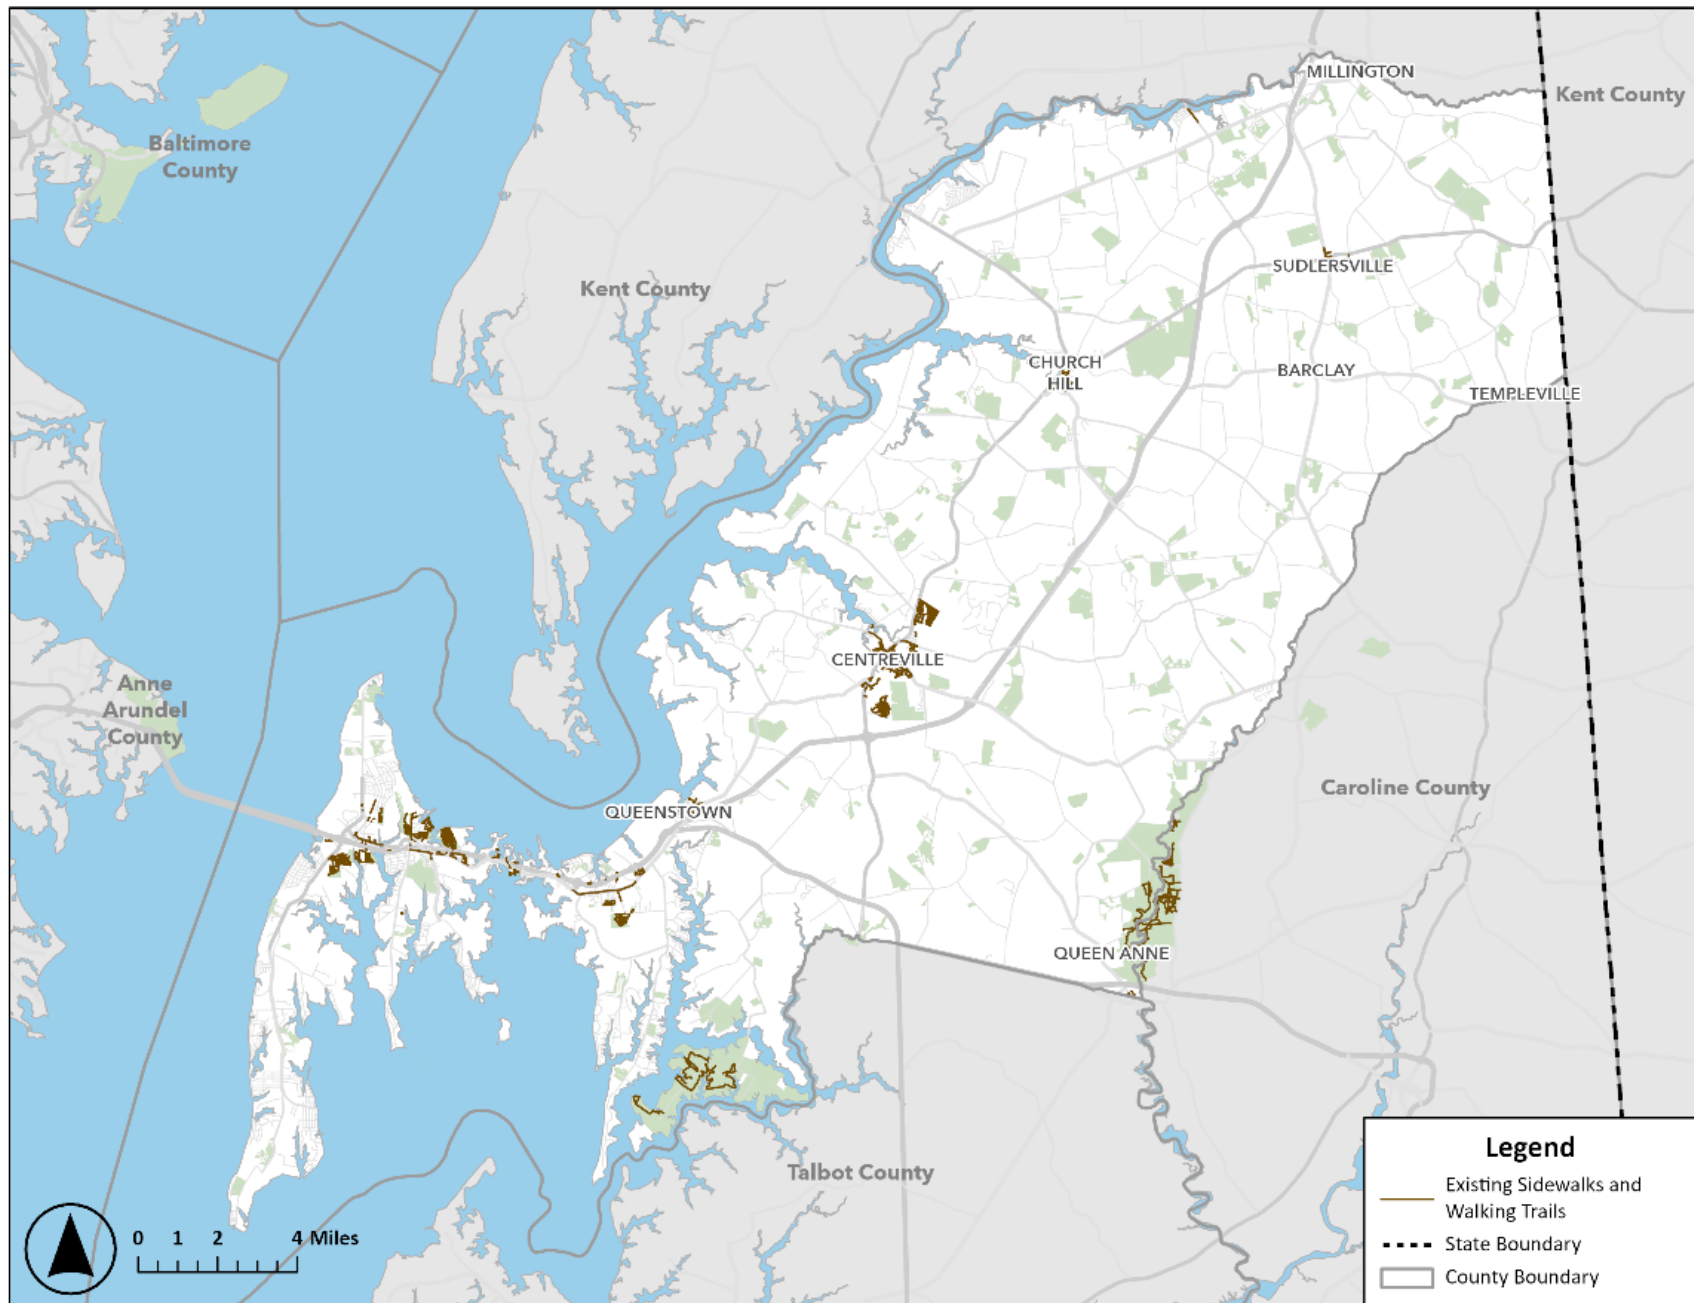 MILLINGTON
Kent County
Baltimore
County
SUDLERSVILLE
Kent County
CHURCH
HILL
BARCLAY
TEMPLEVILLE
CENTREVILLE
Anne
Arundel
County
Caroline County
QUEENSTOWN
QUEEN ANNE
Talbot County
Legend
Existing Sidewalks and
Walking Trails
State Boundary
County Boundary
0 1 2 4 Miles